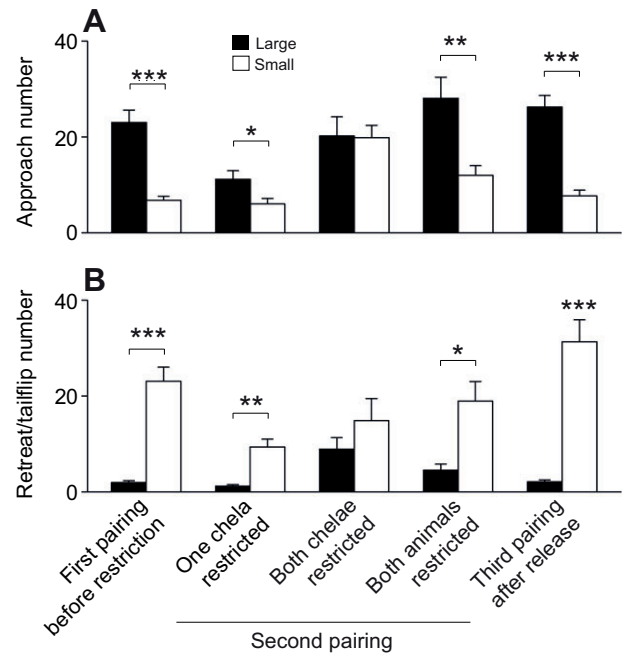 A
Approach number
40
20
0
Large
Small
***
*
**
***
B
Retreat/tailflip number
40
20
0
***
**
*
***
First pairing
before restriction
One chela
restricted
Both chelae
restricted
Both animals
restricted
Third pairing
after release
Second pairing